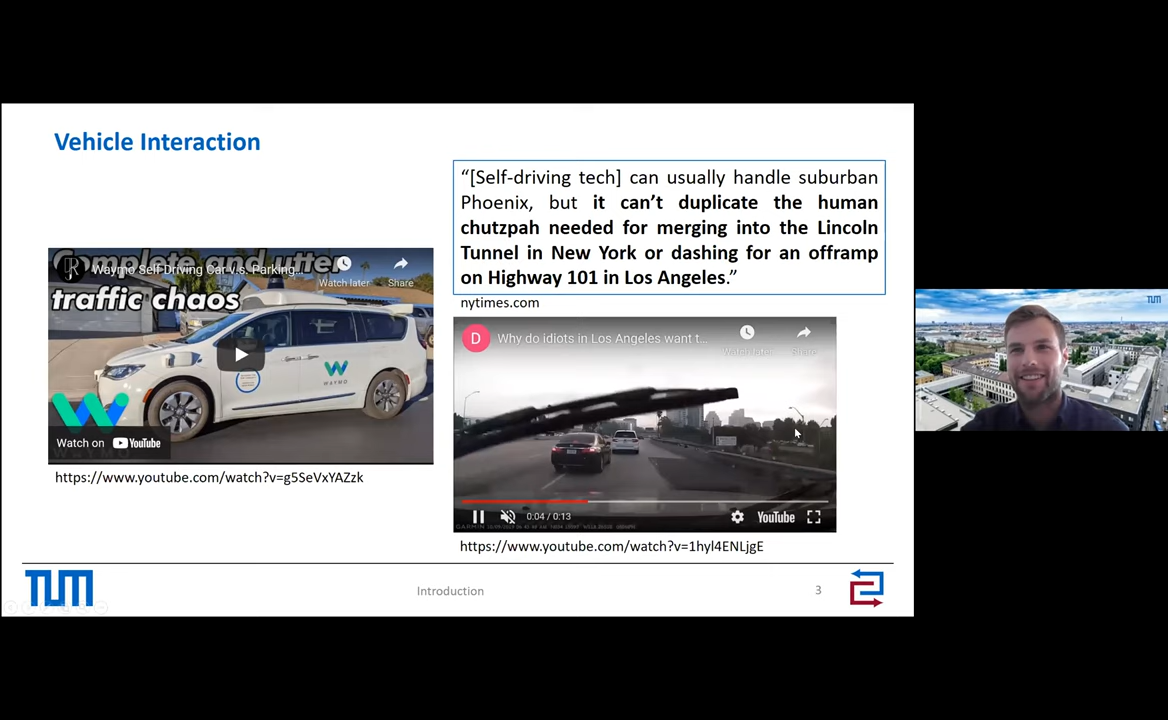 Vehicle Interaction
“[Self-driving tech] can usually handle suburban
Phoenix, but it can’t duplicate the human
chutzpah needed for merging into the Lincoln
Tunnel in New York or dashing for an offramp
on Highway 101 in Los Angeles.”
nytimes.com
Complete and utter
traffic chaos
Waymo Self Driving Car v.s. Parking...
Watch later
Share
WAYMO
Watch on YouTube
https://www.youtube.com/watch?v=g5SeVxYAZzk
D
Why do idiots in Los Angeles want t...
Watch later
Share
0:04 / 0:13
YouTube
https://www.youtube.com/watch?v=1hyl4ENLjgE
TUM
Introduction
3
TUM